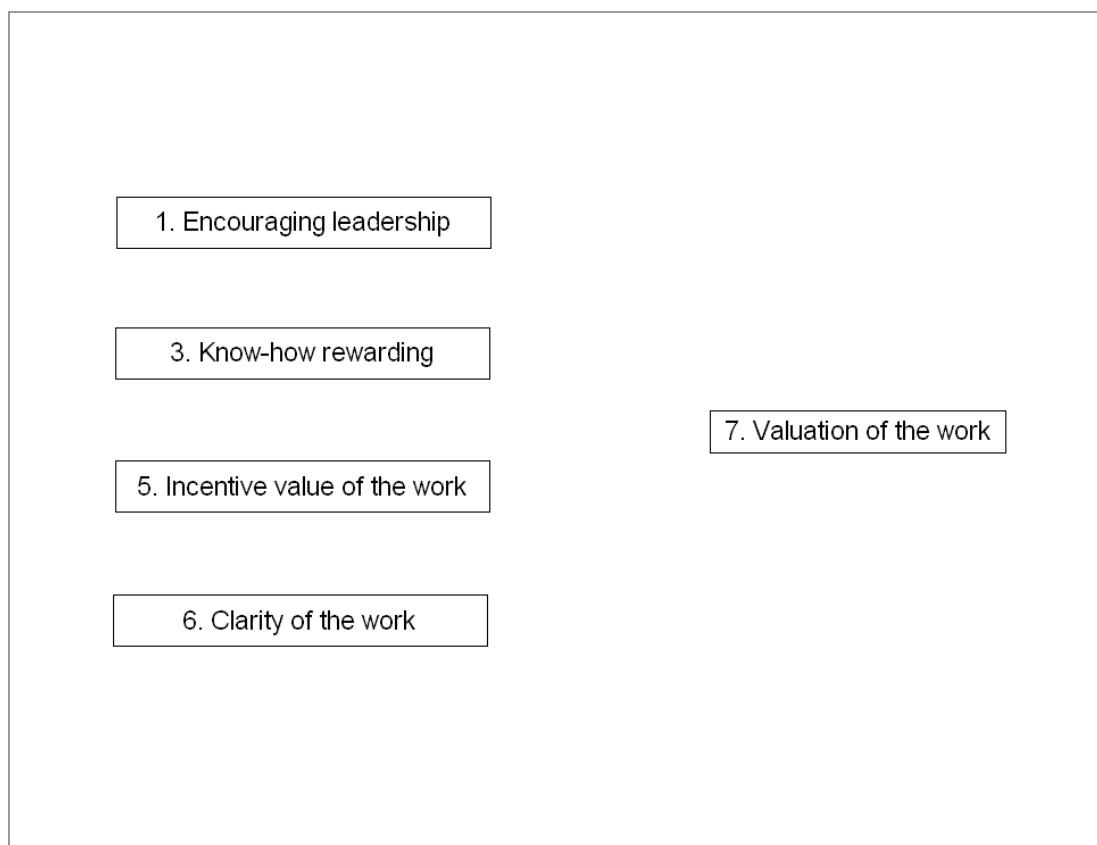 1. Encouraging leadership
3. Know-how rewarding
7. Valuation of the work
5. Incentive value of the work
6. Clarity of the work